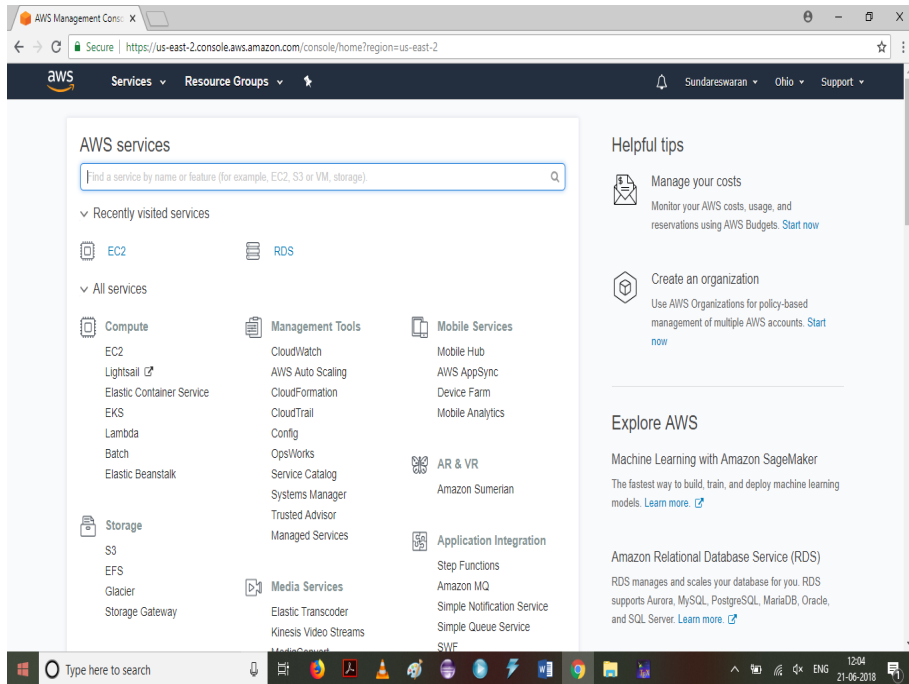 AWS Management Consc
Secure | https://us-east-2.console.aws.amazon.com/console/home?region=us-east-2
aws Services Resource Groups Sundareswaran Ohio Support
AWS services
Find a service by name or feature (for example, EC2, S3 or VM, storage).
Recently visited services
EC2 RDS
All services
Compute
EC2
Lightsail
Elastic Container Service
EKS
Lambda
Batch
Elastic Beanstalk
Storage
S3
EFS
Glacier
Storage Gateway
Management Tools
CloudWatch
AWS Auto Scaling
CloudFormation
CloudTrail
Config
OpsWorks
Service Catalog
Systems Manager
Trusted Advisor
Managed Services
Media Services
Elastic Transcoder
Kinesis Video Streams
MediaConvert
Mobile Services
Mobile Hub
AWS AppSync
Device Farm
Mobile Analytics
AR & VR
Amazon Sumerian
Application Integration
Step Functions
Amazon MQ
Simple Notification Service
Simple Queue Service
SWF
Helpful tips
Manage your costs
Monitor your AWS costs, usage, and
reservations using AWS Budgets. Start now
Create an organization
Use AWS Organizations for policy-based
management of multiple AWS accounts. Start
now
Explore AWS
Machine Learning with Amazon SageMaker
The fastest way to build, train, and deploy machine learning
models. Learn more.
Amazon Relational Database Service (RDS)
RDS manages and scales your database for you. RDS
supports Aurora, MySQL, PostgreSQL, MariaDB, Oracle,
and SQL Server. Learn more.
Type here to search
ENG
12:04
21-06-2018